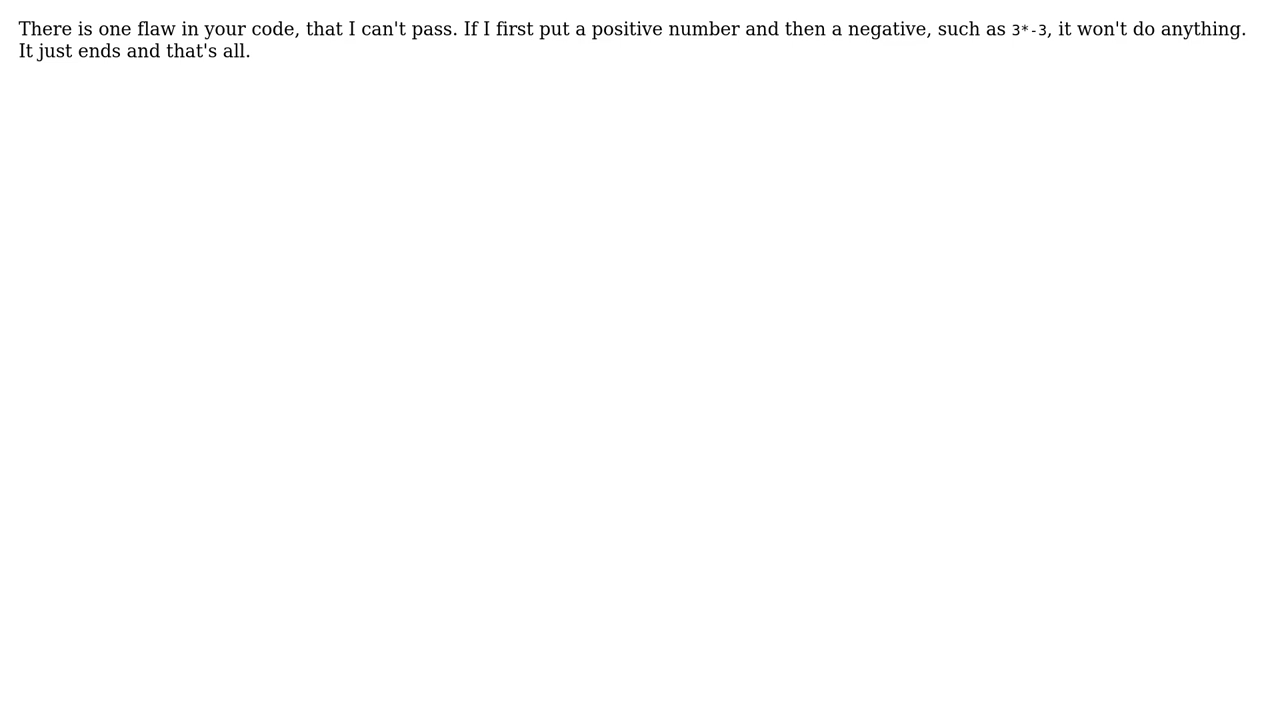 There is one flaw in your code, that I can't pass. If I first put a positive number and then a negative, such as 3*-3, it won't do anything.
It just ends and that's all.